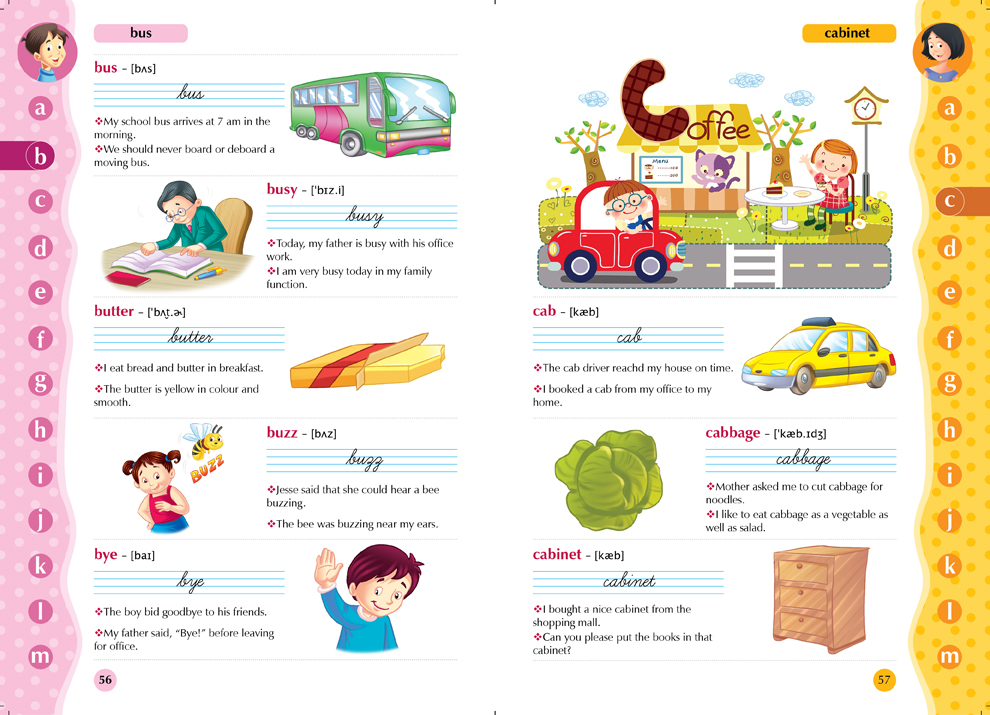 bus
a
b
c
d
e
f
g
h
i
j
k
l
m
bus – [bʌs]
bus
❖My school bus arrives at 7 am in the
morning.
❖We should never board or deboard a
moving bus.
busy – ['bɪz.i]
busy
❖Today, my father is busy with his office
work.
❖I am very busy today in my family
function.
butter – ['bʌt̬.ɚ]
butter
❖I eat bread and butter in breakfast.
❖The butter is yellow in colour and
smooth.
BUZZ
buzz – [bʌz]
buzz
❖Jesse said that she could hear a bee
buzzing.
❖The bee was buzzing near my ears.
bye – [baɪ]
bye
❖The boy bid goodbye to his friends.
❖My father said, “Bye!” before leaving
for office.
56
cabinet
Coffee
Menu
cab – [kæb]
cab
❖The cab driver reachd my house on time.
❖I booked a cab from my office to my
home.
cabbage – ['kæb.ɪdʒ]
cabbage
❖Mother asked me to cut cabbage for
noodles.
❖I like to eat cabbage as a vegetable as
well as salad.
cabinet – [kæb]
cabinet
❖I bought a nice cabinet from the
shopping mall.
❖Can you please put the books in that
cabinet?
57
a
b
c
d
e
f
g
h
i
j
k
l
m